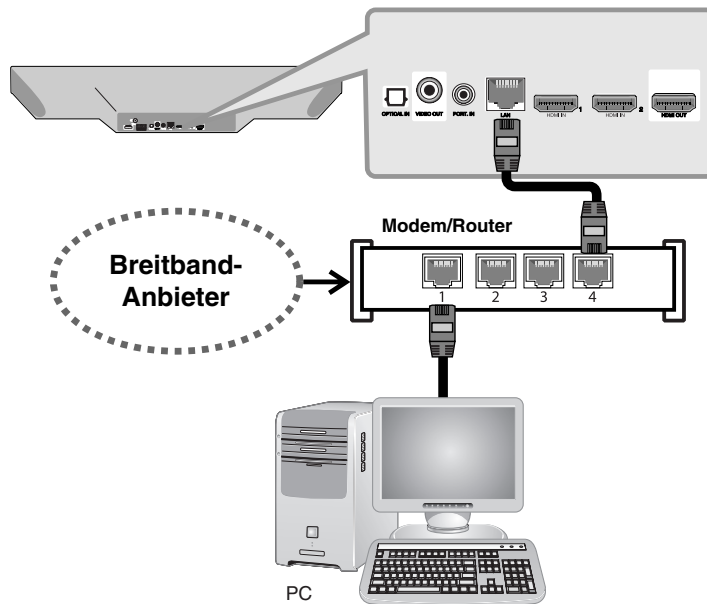 OPTICAL IN
VIDEO OUT
PORT. IN
LAN
HDMI IN
1
HDMI IN
2
HDMI OUT
Modem/Router
Breitband-
Anbieter
1
2
3
4
PC